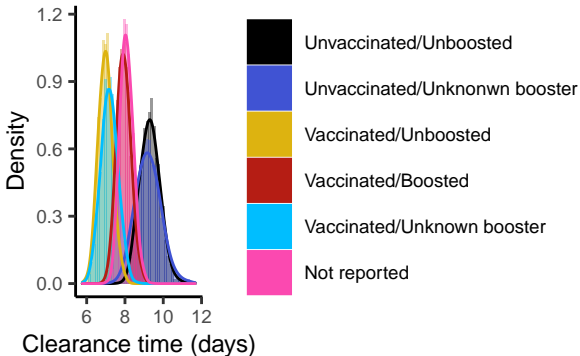 1.2
0.9
0.6
0.3
0.0
Density
6 8 10 12
Clearance time (days)
Unvaccinated/Unboosted
Unvaccinated/Unknonwn booster
Vaccinated/Unboosted
Vaccinated/Boosted
Vaccinated/Unknown booster
Not reported